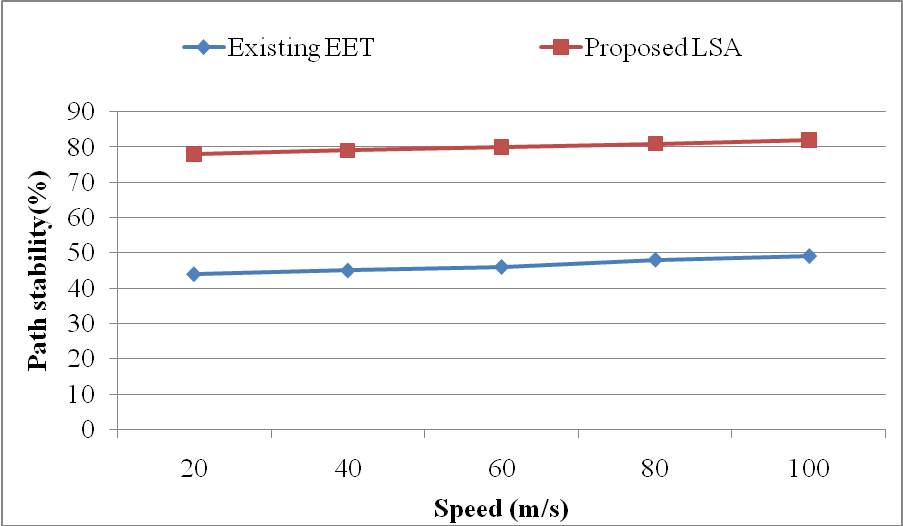 Existing EET
Proposed LSA
90
80
70
60
50
40
30
20
10
0
Path stability(%)
20 40 60 80 100
Speed (m/s)